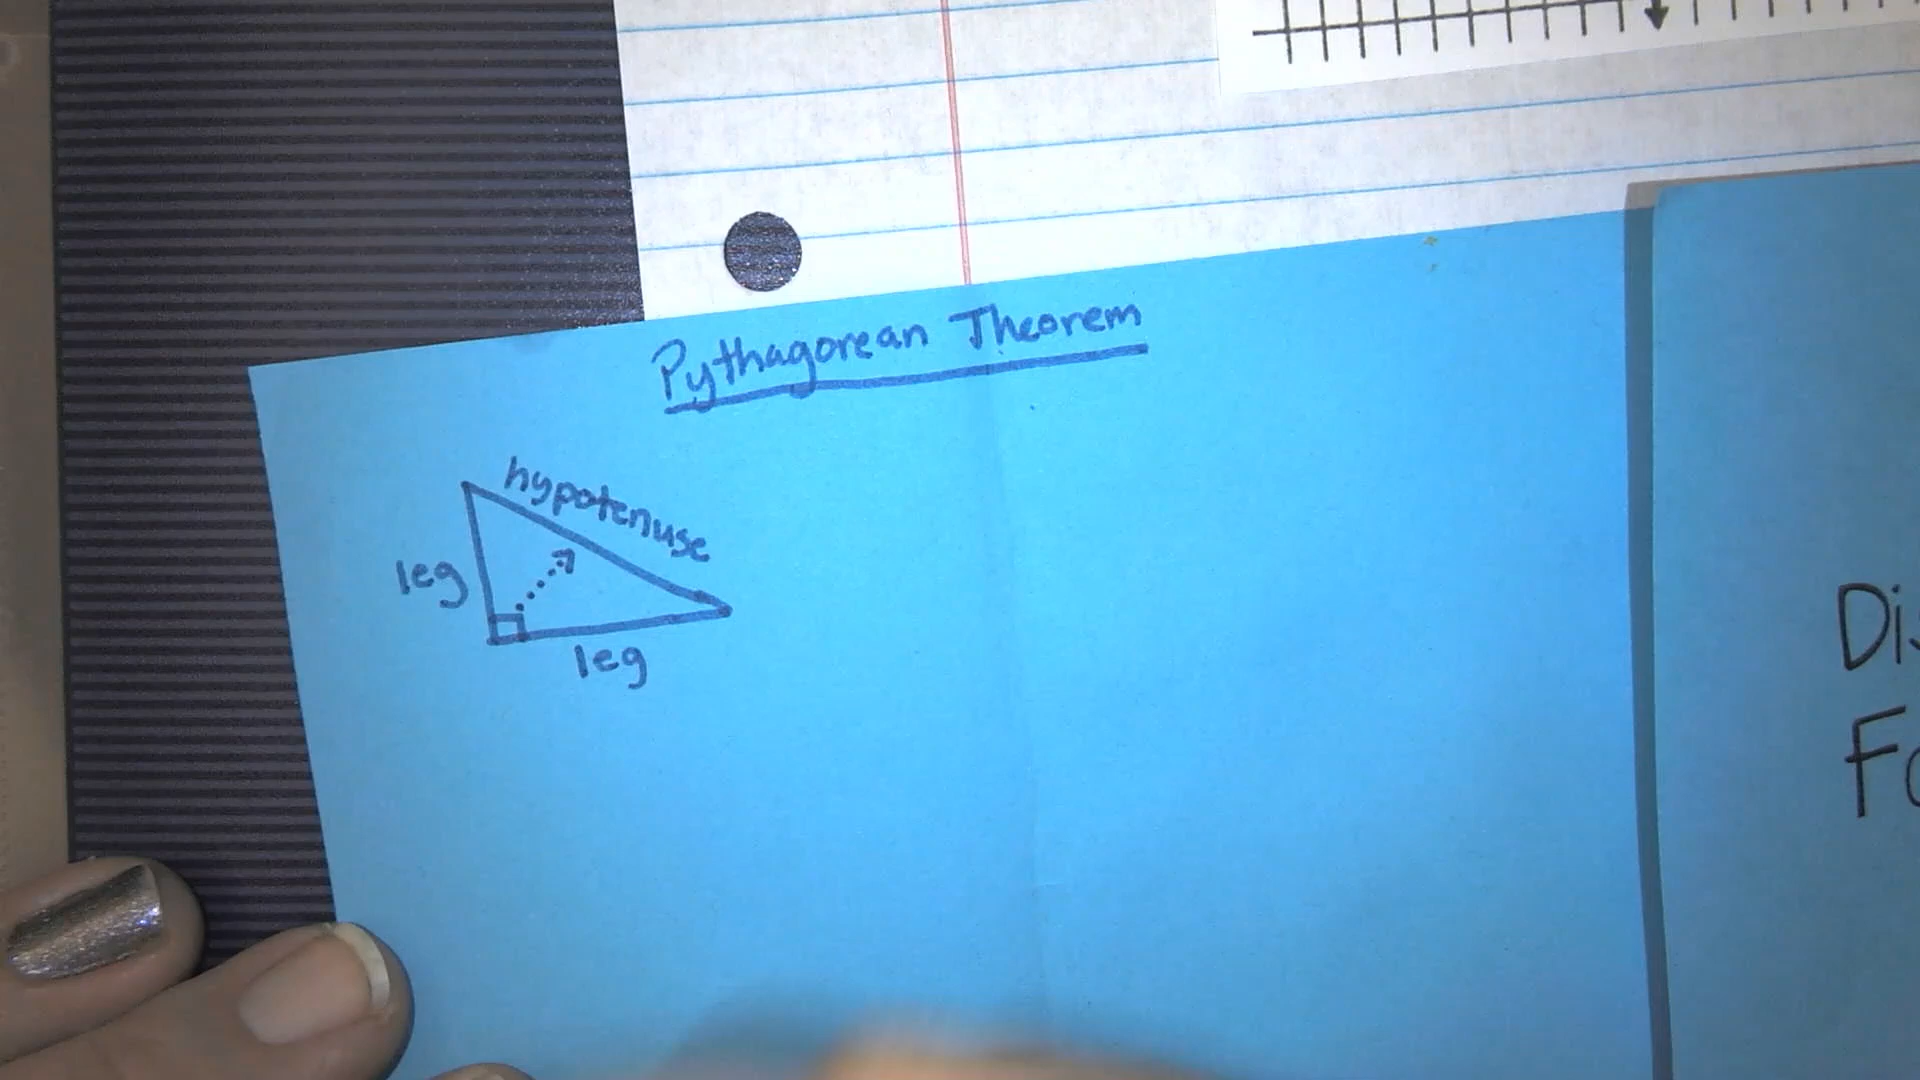 Pythagorean Theorem
hypotenuse
leg
leg